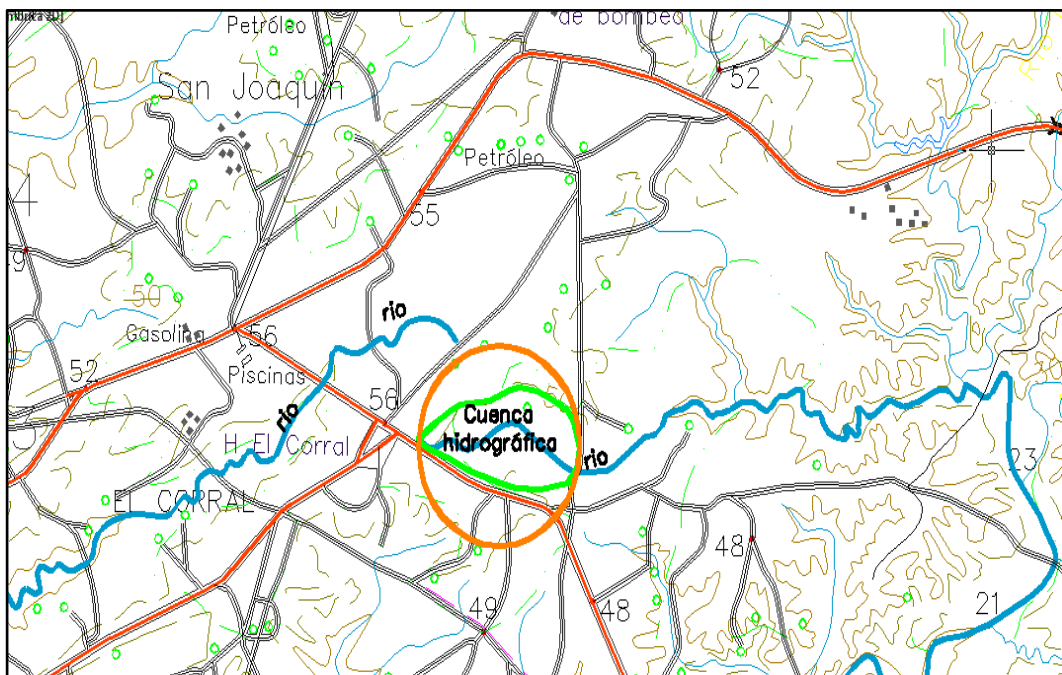 de bombeo
Petróleo
San Joaquin
52
Petróleo
55
50
rio
Gasolina
56
52
Piscinas
56
rio
Cuenca
hidrográfica
H El Corral
rio
23
EL CORRAL
48
21
49
48